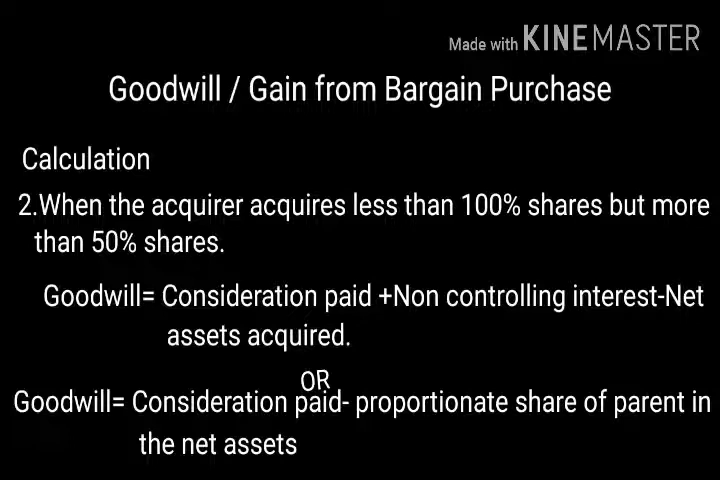 Made with KINEMASTER
Goodwill / Gain from Bargain Purchase
Calculation
2.When the acquirer acquires less than 100% shares but more
than 50% shares.
Goodwill= Consideration paid +Non controlling interest-Net
assets acquired.
OR
Goodwill= Consideration paid- proportionate share of parent in
the net assets